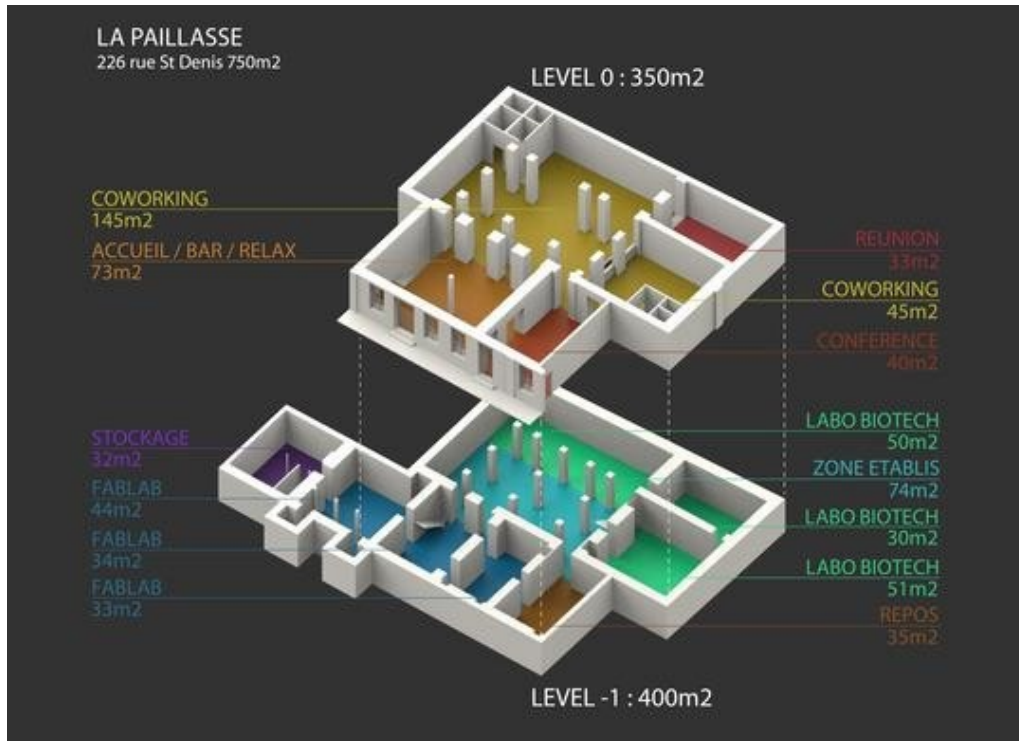 LA PAILLASSE
226 rue St Denis 750m2
LEVEL 0 : 350m2
COWORKING
145m2
ACCUEIL / BAR / RELAX
73m2
REUNION
33m2
COWORKING
45m2
CONFERENCE
40m2
STOCKAGE
32m2
FABLAB
44m2
FABLAB
34m2
FABLAB
33m2
LABO BIOTECH
50m2
ZONE ETABLIS
74m2
LABO BIOTECH
30m2
LABO BIOTECH
51m2
REPOS
35m2
LEVEL -1 : 400m2